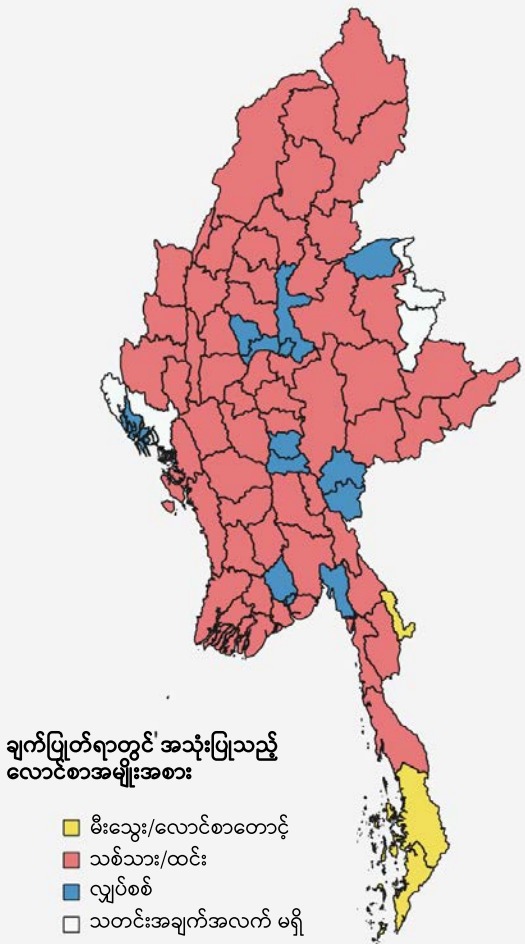 ချက်ပြုတ်ရာတွင် အသုံးပြုသည့်
လောင်စာအမျိုးအစား
မီးသွေး/လောင်စာတောင့်
သစ်သား/ထင်း
လျှပ်စစ်
သတင်းအချက်အလက် မရှိ